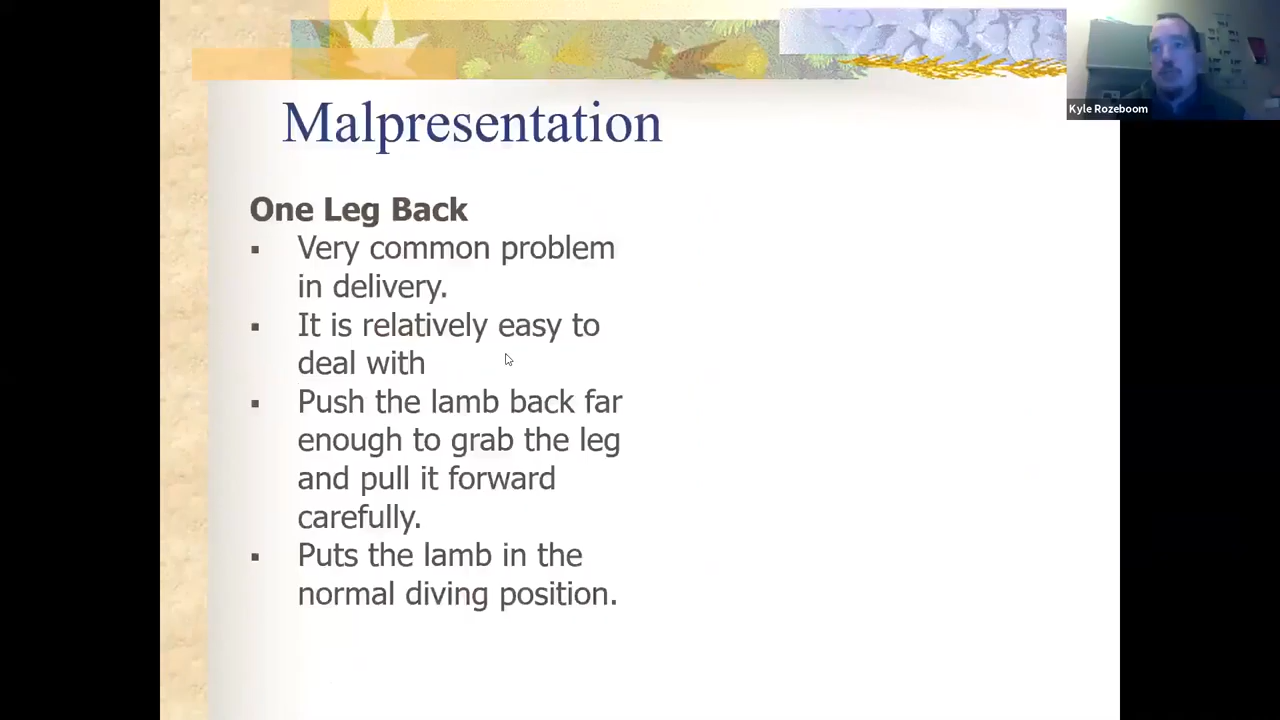 Kyle Rozeboom
Malpresentation
One Leg Back
▪ Very common problem
in delivery.
▪ It is relatively easy to
deal with
▪ Push the lamb back far
enough to grab the leg
and pull it forward
carefully.
▪ Puts the lamb in the
normal diving position.